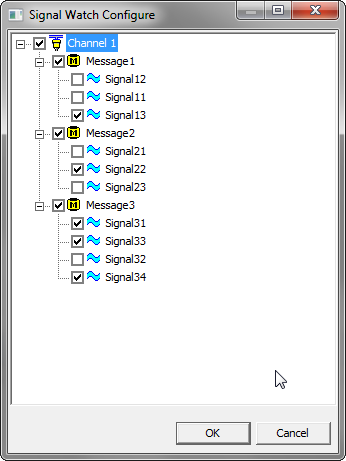 Signal Watch Configure
Channel 1
Message1
Signal12
Signal11
Signal13
Message2
Signal21
Signal22
Signal23
Message3
Signal31
Signal33
Signal32
Signal34
OK
Cancel